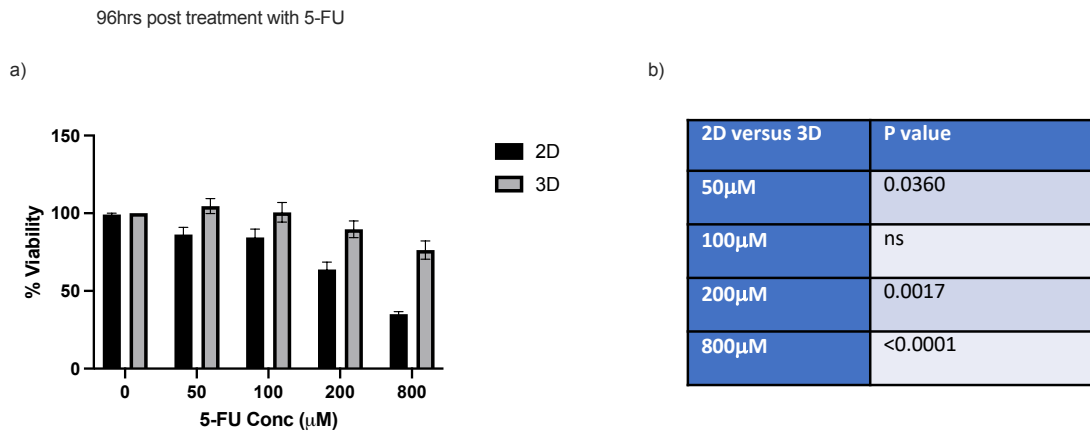 96hrs post treatment with 5-FU
a)
b)
150
100
50
0
% Viability
0 50 100 200 800
5-FU Conc (μM)
2D
3D
2D versus 3D P value
50μM 0.0360
100μM ns
200μM 0.0017
800μM <0.0001